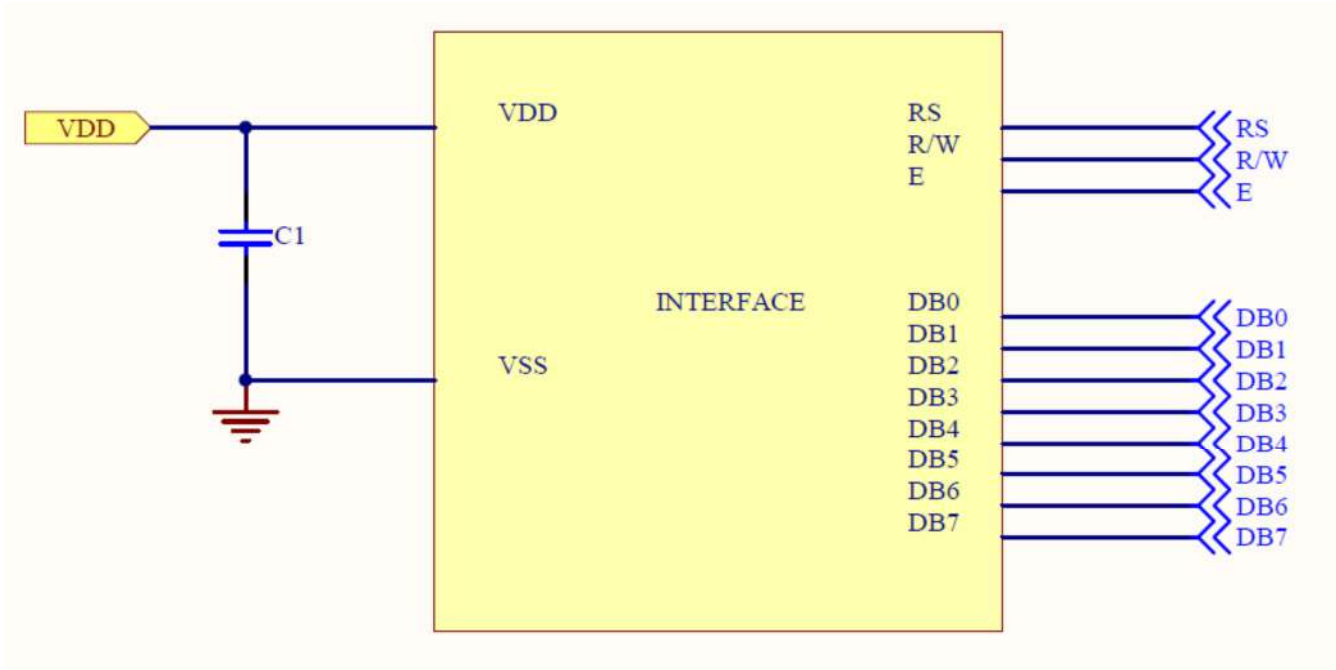 VDD
C1
VDD
VSS
INTERFACE
RS
R/W
E
DB0
DB1
DB2
DB3
DB4
DB5
DB6
DB7
RS
R/W
E
DB0
DB1
DB2
DB3
DB4
DB5
DB6
DB7